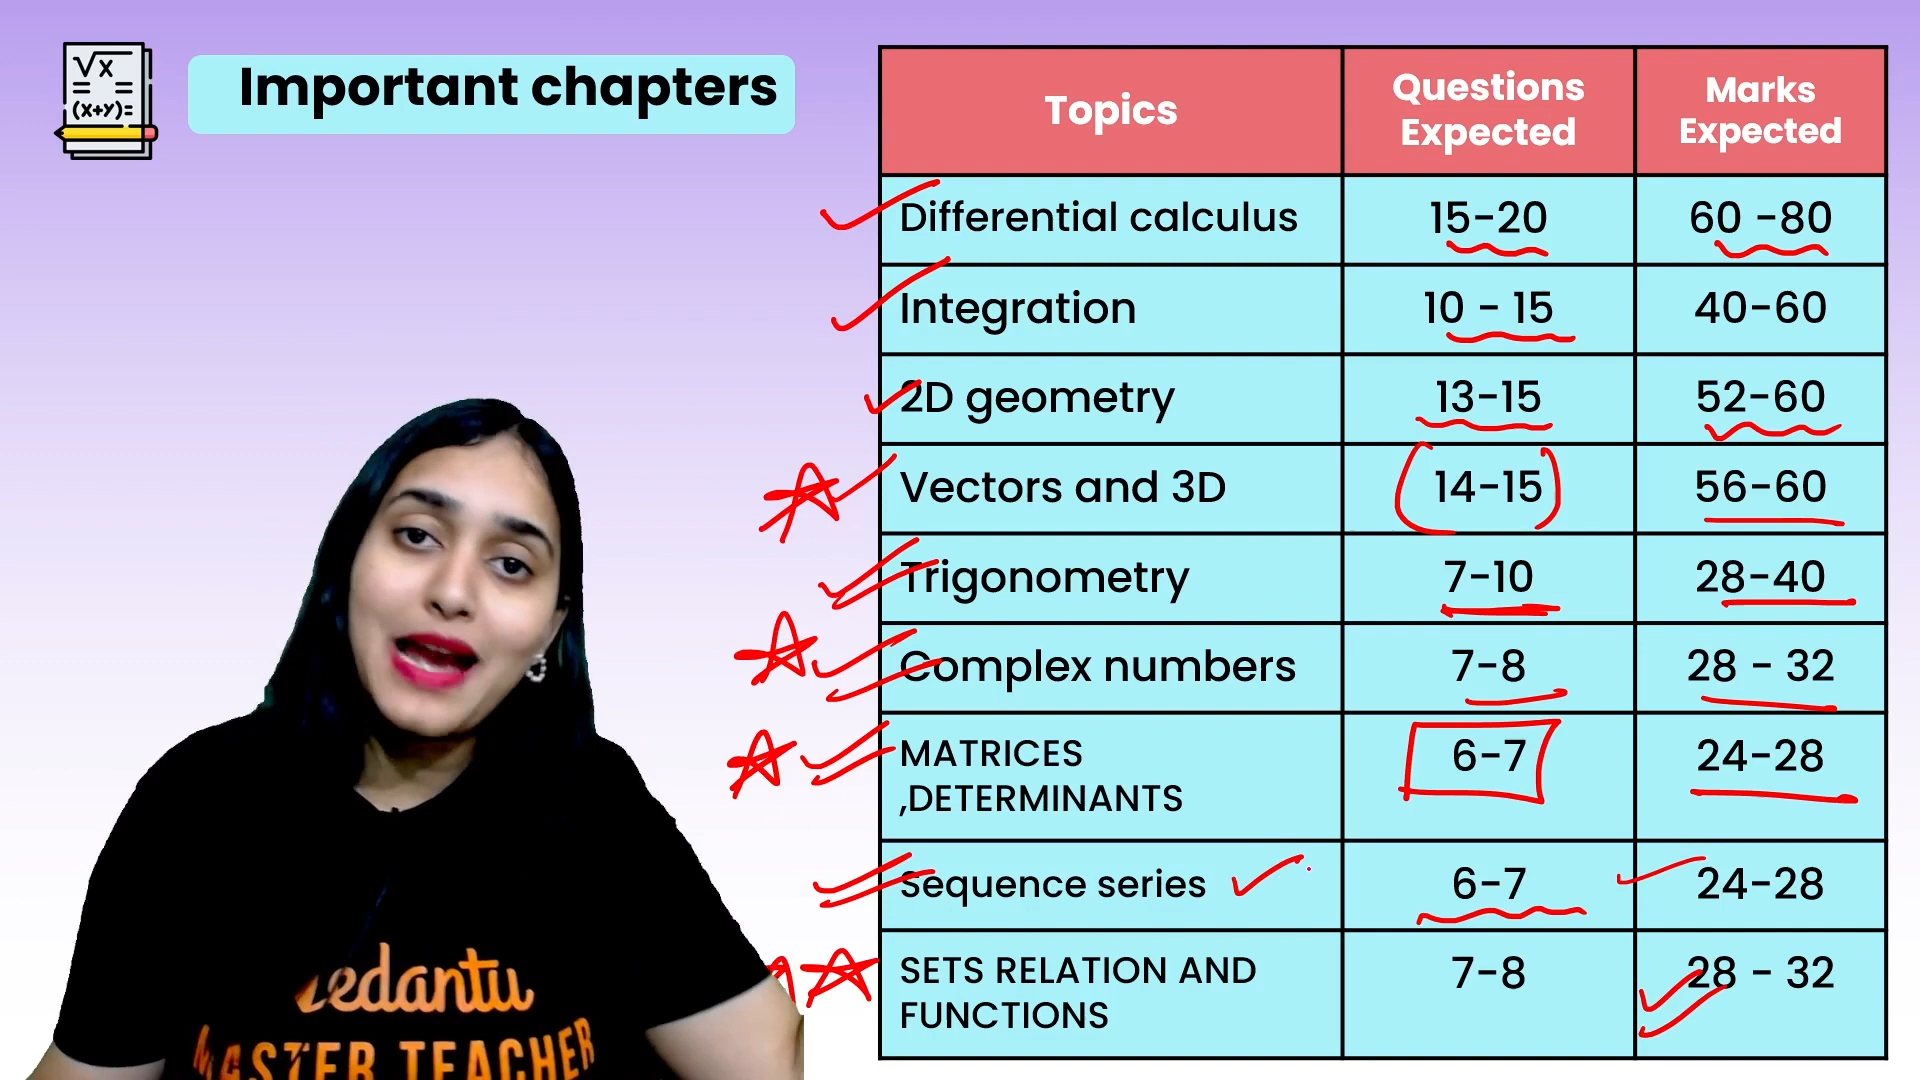 √x
(x+y)=
Important chapters
Topics
Questions
Expected
Marks
Expected
Differential calculus
15-20
60 -80
Integration
10 - 15
40-60
2D geometry
13-15
52-60
Vectors and 3D
14-15
56-60
Trigonometry
7-10
28-40
Complex numbers
7-8
28 - 32
MATRICES
,DETERMINANTS
6-7
24-28
Sequence series
6-7
24-28
SETS RELATION AND
FUNCTIONS
7-8
28 - 32
Vedantu
MASTER TEACHER